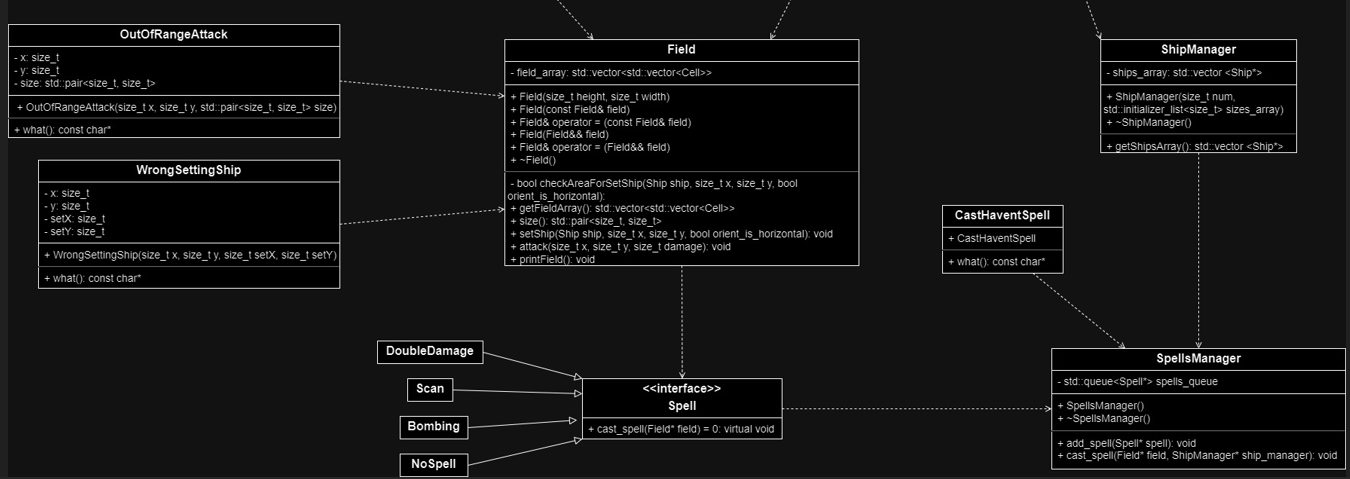 OutOfRangeAttack
- x: size_t
- y: size_t
- size: std::pair<size_t, size_t>
+ OutOfRangeAttack(size_t x, size_t y, std::pair<size_t, size_t> size)
+ what(): const char*
WrongSettingShip
- x: size_t
- y: size_t
- setX: size_t
- setY: size_t
+ WrongSettingShip(size_t x, size_t y, size_t setX, size_t setY)
+ what(): const char*
Field
- field_array: std::vector<std::vector<Cell>>
+ Field(size_t height, size_t width)
+ Field(const Field& field)
+ Field& operator = (const Field& field)
+ Field(Field&& field)
+ Field& operator = (Field&& field)
+ ~Field()
- bool checkAreaForSetShip(Ship ship, size_t x, size_t y, bool
orient_is_horizontal):
+ getFieldArray(): std::vector<std::vector<Cell>>
+ size(): std::pair<size_t, size_t>
+ setShip(Ship ship, size_t x, size_t y, bool orient_is_horizontal): void
+ attack(size_t x, size_t y, size_t damage): void
+ printField(): void
ShipManager
- ships_array: std::vector <Ship*>
+ ShipManager(size_t num,
std::initializer_list<size_t> sizes_array)
+ ~ShipManager()
+ getShipsArray(): std::vector <Ship*>
CastHaventSpell
+ CastHaventSpell
+ what(): const char*
DoubleDamage
Scan
Bombing
NoSpell
<<interface>>
Spell
+ cast_spell(Field* field) = 0: virtual void
SpellsManager
- std::queue<Spell*> spells_queue
+ SpellsManager()
+ ~SpellsManager()
+ add_spell(Spell* spell): void
+ cast_spell(Field* field, ShipManager* ship_manager): void